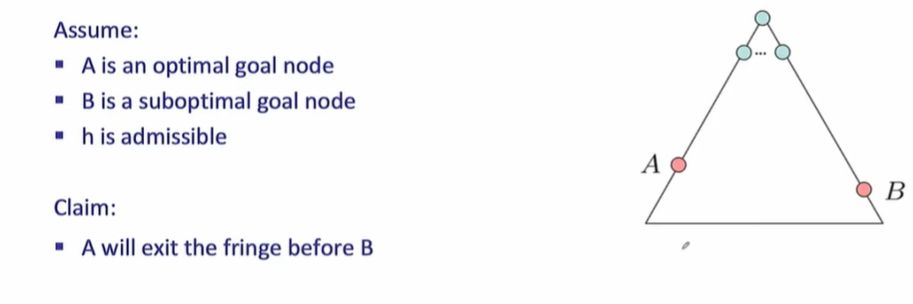 Assume:
▪ A is an optimal goal node
▪ B is a suboptimal goal node
▪ h is admissible
Claim:
▪ A will exit the fringe before B
...
A
B